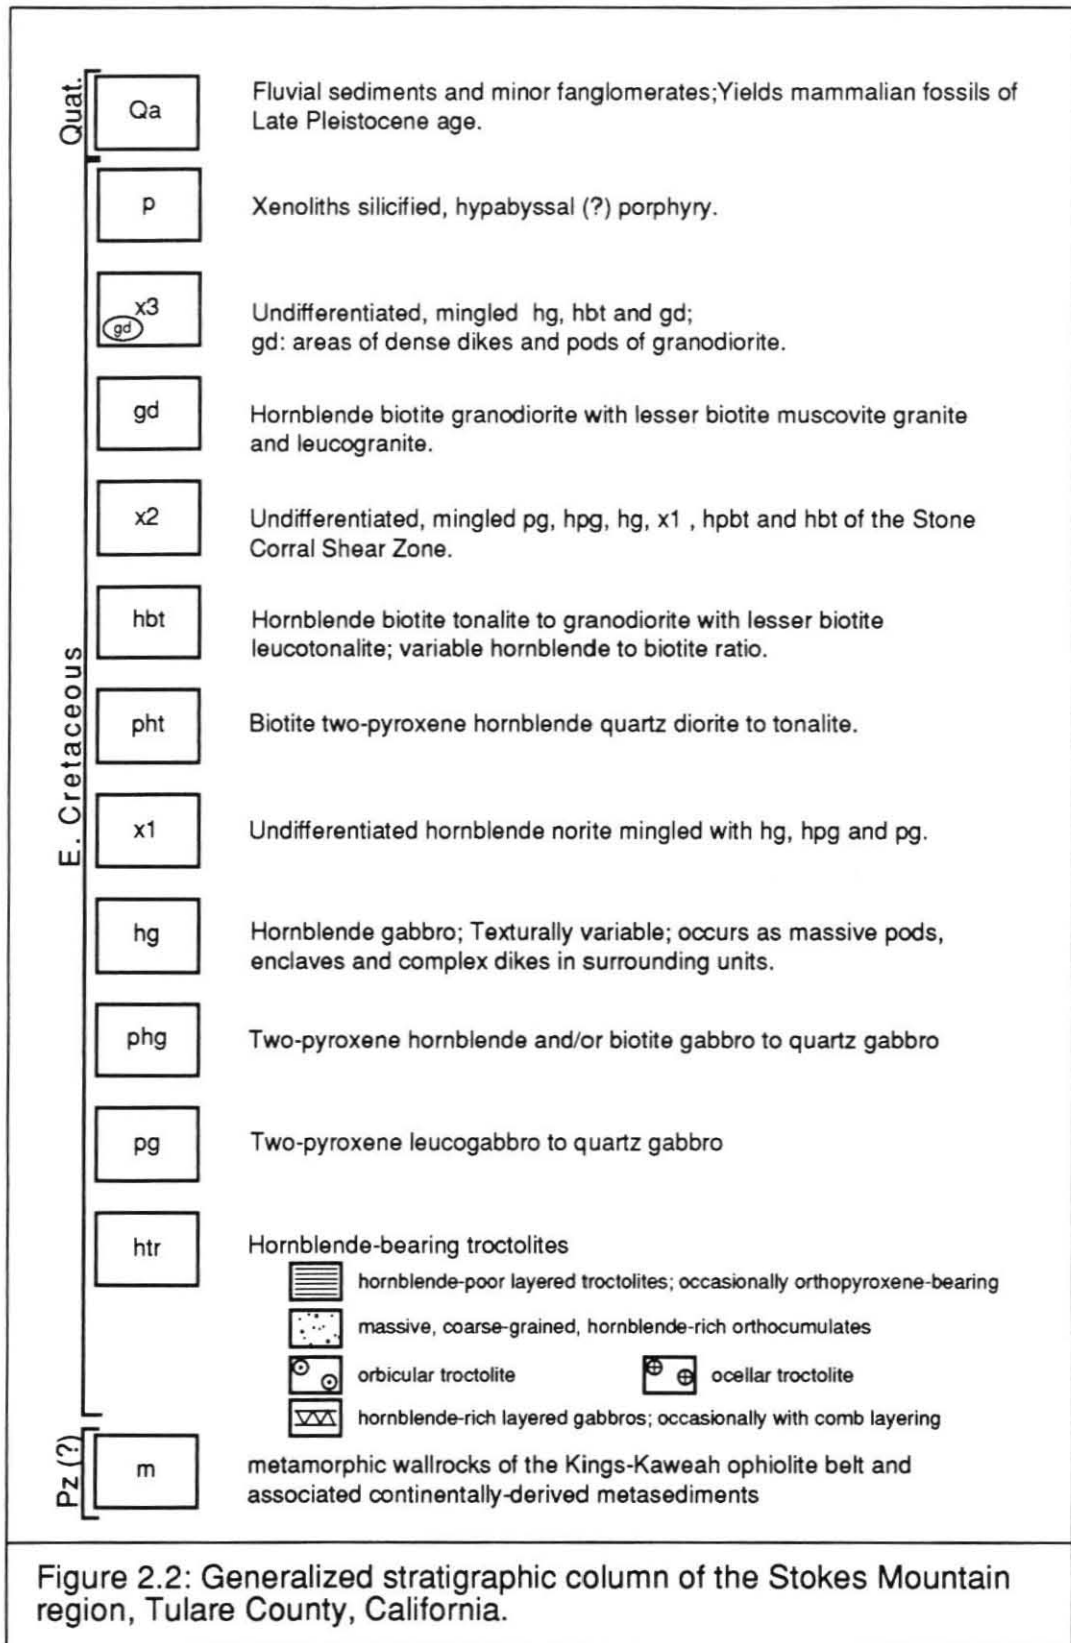 Quat.
Qa
Fluvial sediments and minor fanglomerates;Yields mammalian fossils of
Late Pleistocene age.
E. Cretaceous
p
Xenoliths silicified, hypabyssal (?) porphyry.
x3
gd
Undifferentiated, mingled hg, hbt and gd;
gd: areas of dense dikes and pods of granodiorite.
gd
Hornblende biotite granodiorite with lesser biotite muscovite granite
and leucogranite.
x2
Undifferentiated, mingled pg, hpg, hg, x1 , hpbt and hbt of the Stone
Corral Shear Zone.
hbt
Hornblende biotite tonalite to granodiorite with lesser biotite
leucotonalite; variable hornblende to biotite ratio.
pht
Biotite two-pyroxene hornblende quartz diorite to tonalite.
x1
Undifferentiated hornblende norite mingled with hg, hpg and pg.
hg
Hornblende gabbro; Texturally variable; occurs as massive pods,
enclaves and complex dikes in surrounding units.
phg
Two-pyroxene hornblende and/or biotite gabbro to quartz gabbro
pg
Two-pyroxene leucogabbro to quartz gabbro
htr
Hornblende-bearing troctolites
hornblende-poor layered troctolites; occasionally orthopyroxene-bearing
massive, coarse-grained, hornblende-rich orthocumulates
orbicular troctolite
ocellar troctolite
hornblende-rich layered gabbros; occasionally with comb layering
Pz (?)
m
metamorphic wallrocks of the Kings-Kaweah ophiolite belt and
associated continentally-derived metasediments
Figure 2.2: Generalized stratigraphic column of the Stokes Mountain
region, Tulare County, California.